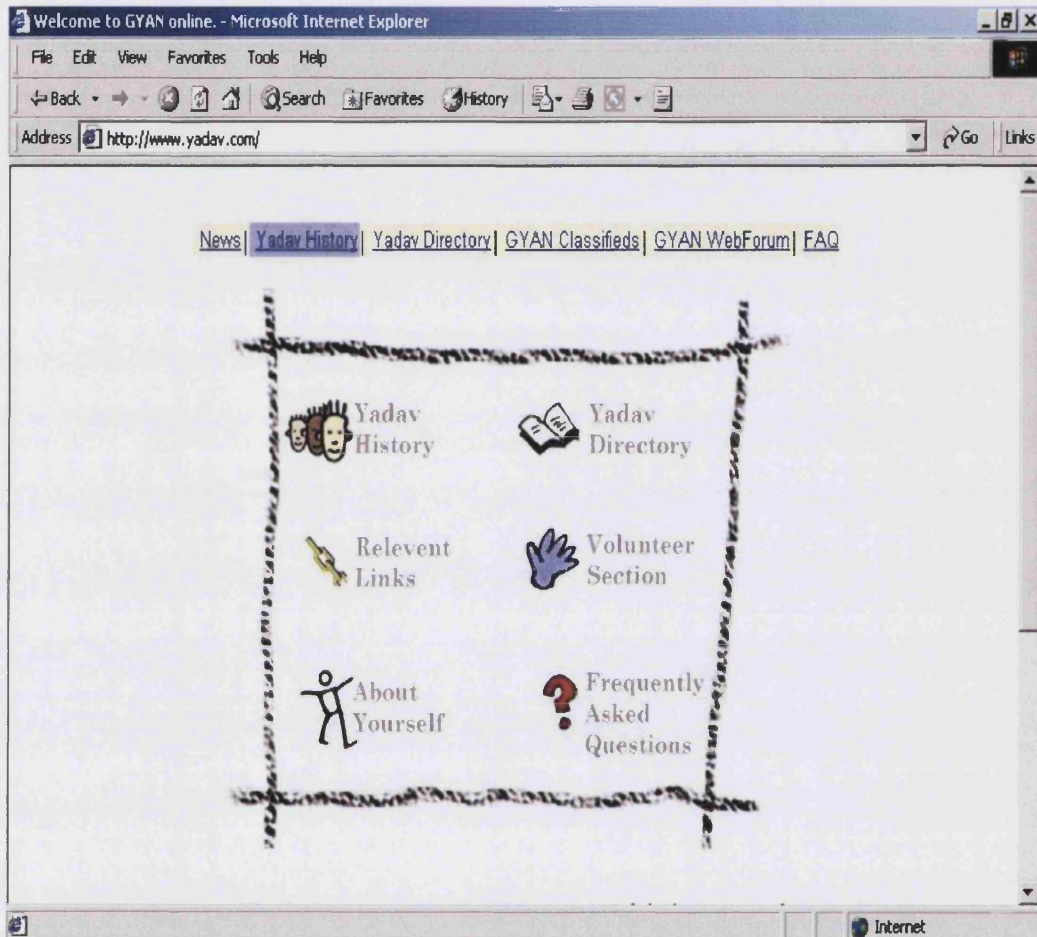 Welcome to GYAN online. - Microsoft Internet Explorer
File Edit View Favorites Tools Help
Back Search Favorites History
Address http://www.yadav.com/ Go Links
News| Yadav History| Yadav Directory| GYAN Classifieds| GYAN WebForum| FAQ
Yadav
History
Yadav
Directory
Relevent
Links
Volunteer
Section
About
Yourself
Frequently
Asked
Questions
Internet